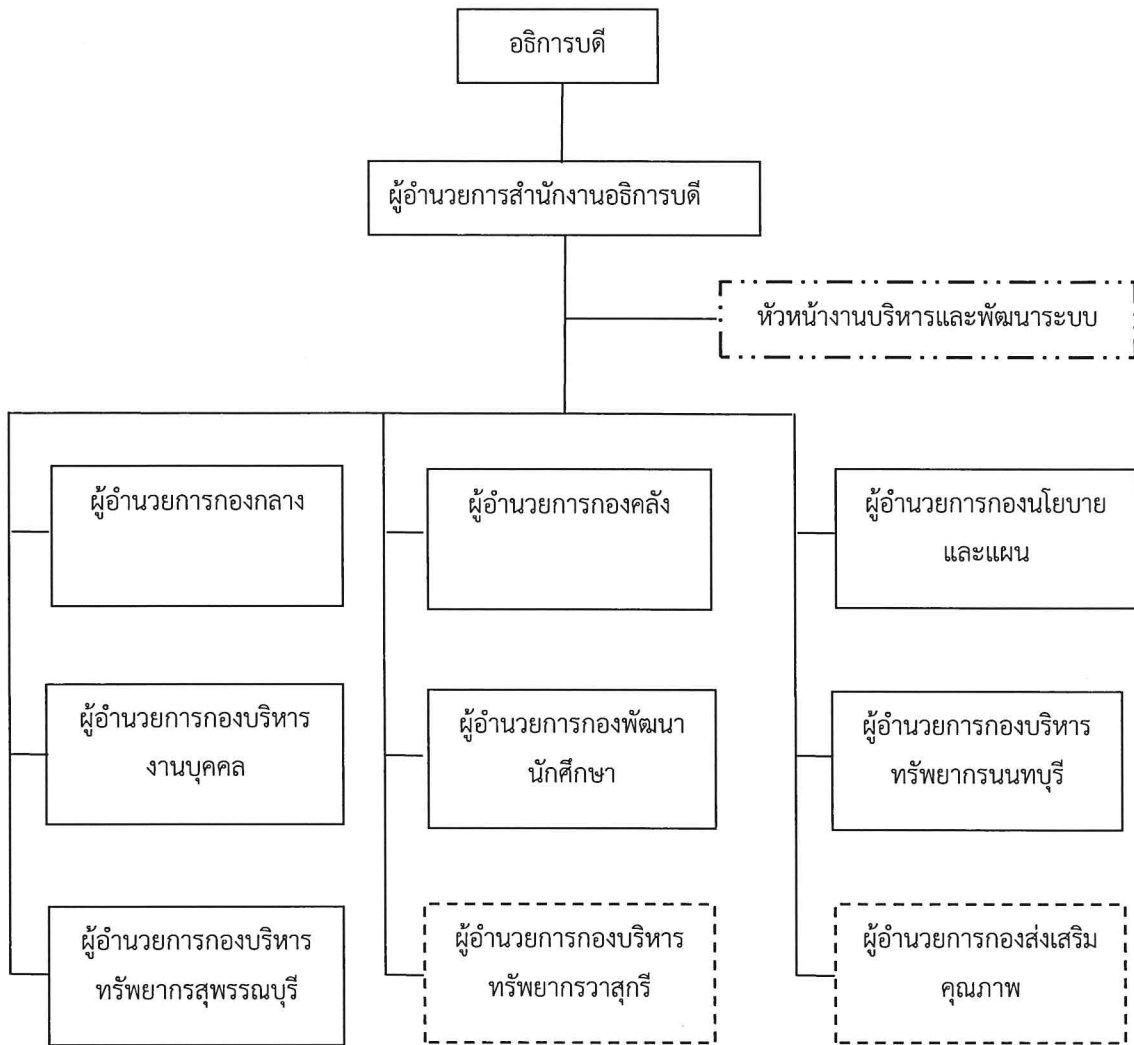 อธิการบดี
ผู้อำนวยการสำนักงานอธิการบดี
หัวหน้างานบริหารและพัฒนาระบบ
ผู้อำนวยการกองกลาง
ผู้อำนวยการกองคลัง
ผู้อำนวยการกองนโยบาย
และแผน
ผู้อำนวยการกองบริหาร
งานบุคคล
ผู้อำนวยการกองพัฒนา
นักศึกษา
ผู้อำนวยการกองบริหาร
ทรัพยากรนนทบุรี
ผู้อำนวยการกองบริหาร
ทรัพยากรสุพรรณบุรี
ผู้อำนวยการกองบริหาร
ทรัพยากรวาสุกรี
ผู้อำนวยการกองส่งเสริม
คุณภาพ